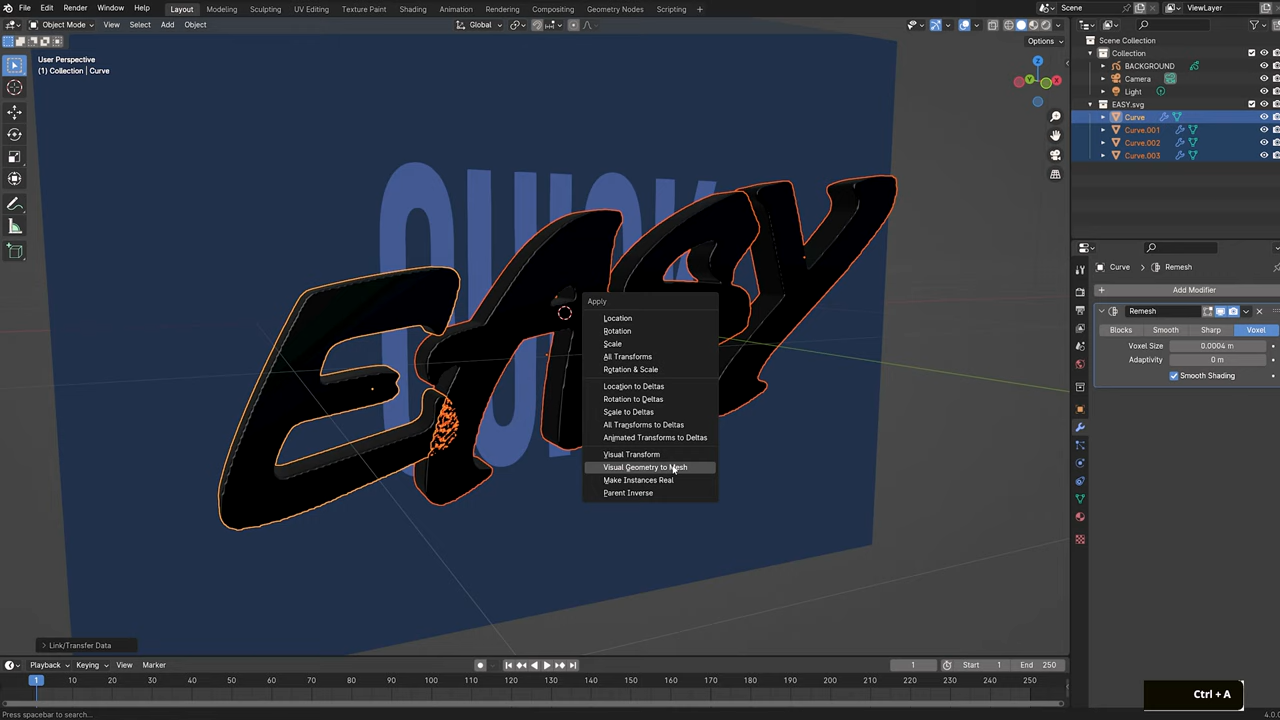 File Edit Render Window Help
Layout Modeling Sculpting UV Editing Texture Paint Shading Animation Rendering Compositing Geometry Nodes Scripting
Scene
ViewLayer
Object Mode View Select Add Object
Global
Options
User Perspective
(1) Collection | Curve
Scene Collection
Collection
BACKGROUND
Camera
Light
EASY.svg
Curve
Curve.001
Curve.002
Curve.003
QUICK
EASY
Apply
Location
Rotation
Scale
All Transforms
Rotation & Scale
Location to Deltas
Rotation to Deltas
Scale to Deltas
All Transforms to Deltas
Animated Transforms to Deltas
Visual Transform
Visual Geometry to Mesh
Make Instances Real
Parent Inverse
Curve Remesh
Add Modifier
Remesh
Blocks Smooth Sharp Voxel
Voxel Size 0.0004 m
Adaptivity 0 m
Smooth Shading
Link/Transfer Data
Playback Keying View Marker
1 Start 1 End 250
1 10 20 30 40 50 60 70 80 90 100 110 120 130 140 150 160 170 180 190 200 210 220 230 240 250
Ctrl + A
Press spacebar to search...